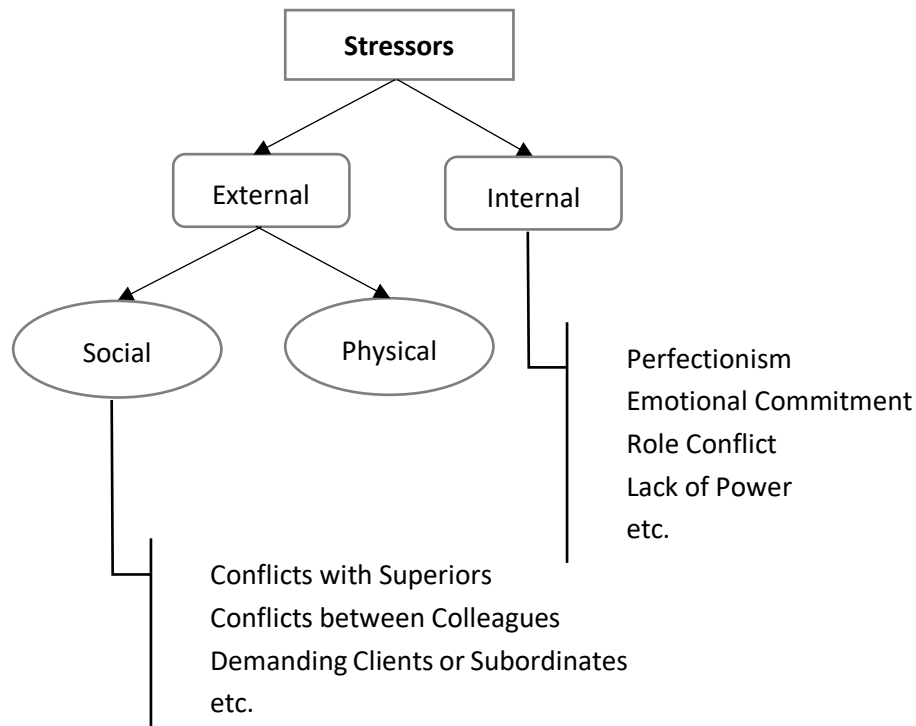 Stressors
External
Internal
Social
Physical
Perfectionism
Emotional Commitment
Role Conflict
Lack of Power
etc.
Conflicts with Superiors
Conflicts between Colleagues
Demanding Clients or Subordinates
etc.